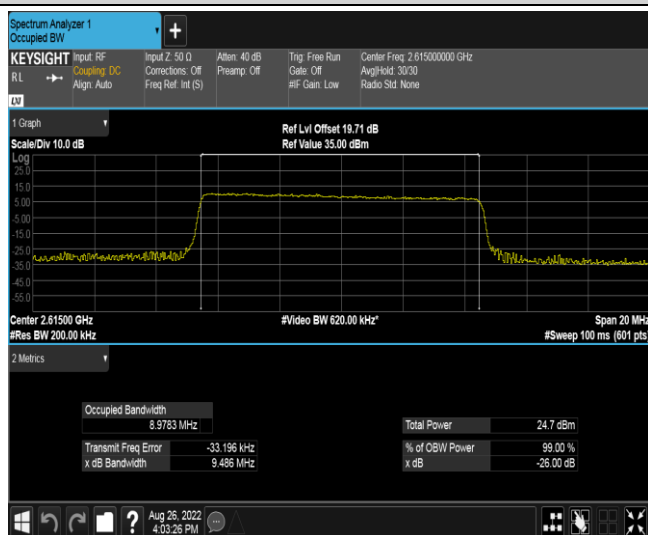 Spectrum Analyzer 1
Occupied BW
KEYSIGHT
R L
LXI
Input: RF
Coupling: DC
Align: Auto
Input Z: 50 Ω
Corrections: Off
Freq Ref: Int (S)
Atten: 40 dB
Preamp: Off
Trig: Free Run
Gate: Off
#IF Gain: Low
Center Freq: 2.615000000 GHz
Avg|Hold: 30/30
Radio Std: None
1 Graph
Scale/Div 10.0 dB
Ref Lvl Offset 19.71 dB
Ref Value 35.00 dBm
Log
25.0
15.0
5.00
-5.00
-15.0
-25.0
-35.0
-45.0
-55.0
Center 2.61500 GHz
#Res BW 200.00 kHz
#Video BW 620.00 kHz*
Span 20 MHz
#Sweep 100 ms (601 pts)
2 Metrics
Occupied Bandwidth
8.9783 MHz
Total Power 24.7 dBm
Transmit Freq Error -33.196 kHz
% of OBW Power 99.00 %
x dB Bandwidth 9.486 MHz
x dB -26.00 dB
?
Aug 26, 2022
4:03:26 PM